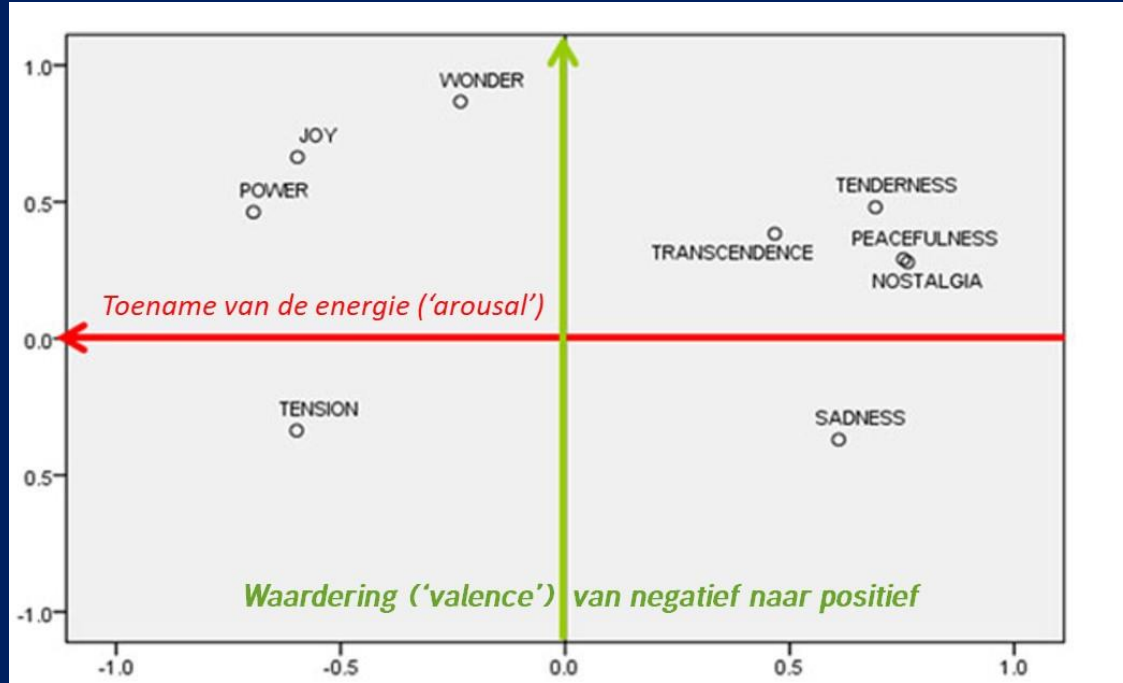 1.0
WONDER
JOY
POWER
0.5
TENDERNESS
TRANSCENDENCE
PEACEFULNESS
NOSTALGIA
Toename van de energie (‘arousal’)
0.0
TENSION
SADNESS
0.5
Waardering (‘valence’) van negatief naar positief
-1.0
-1.0 -0.5 0.0 0.5 1.0